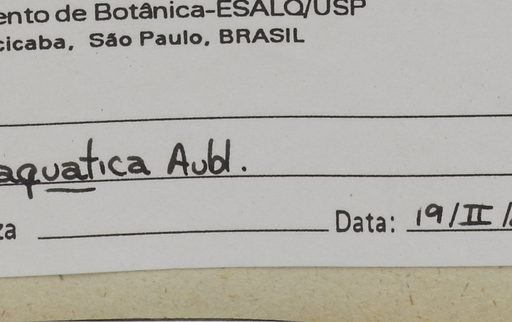 ento de Botânica-ESALQ/USP
cicaba, São Paulo, BRASIL
aquatica Aubl.
za Data: 19/II/